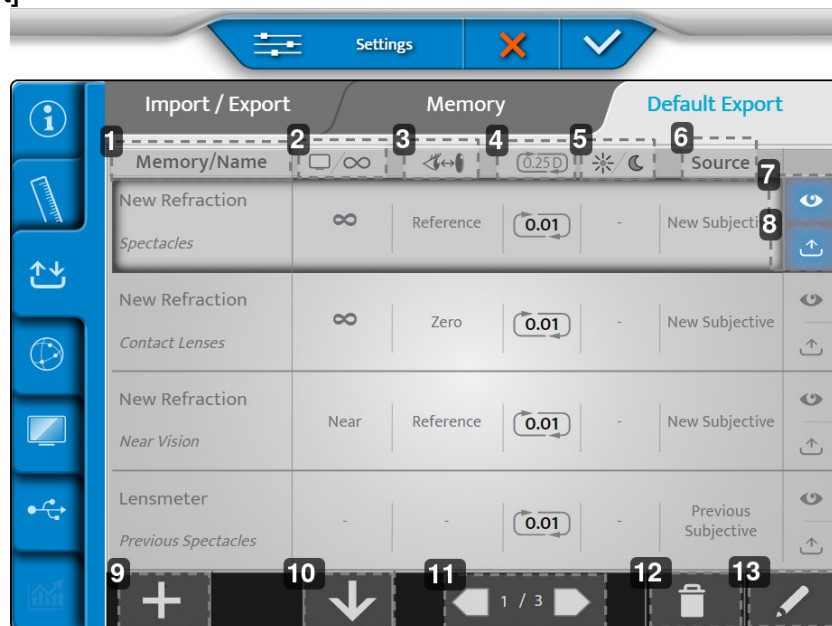 Settings
Import / Export
Memory
Default Export
1
2
3
4
5
6
Memory/Name
0.25 D
Source
7
New Refraction
Spectacles
∞
Reference
0.01
-
New Subjecti
8
New Refraction
Contact Lenses
∞
Zero
0.01
-
New Subjective
New Refraction
Near Vision
Near
Reference
0.01
-
New Subjective
Lensmeter
Previous Spectacles
-
-
0.01
-
Previous
Subjective
9
10
11
12
13
1 / 3